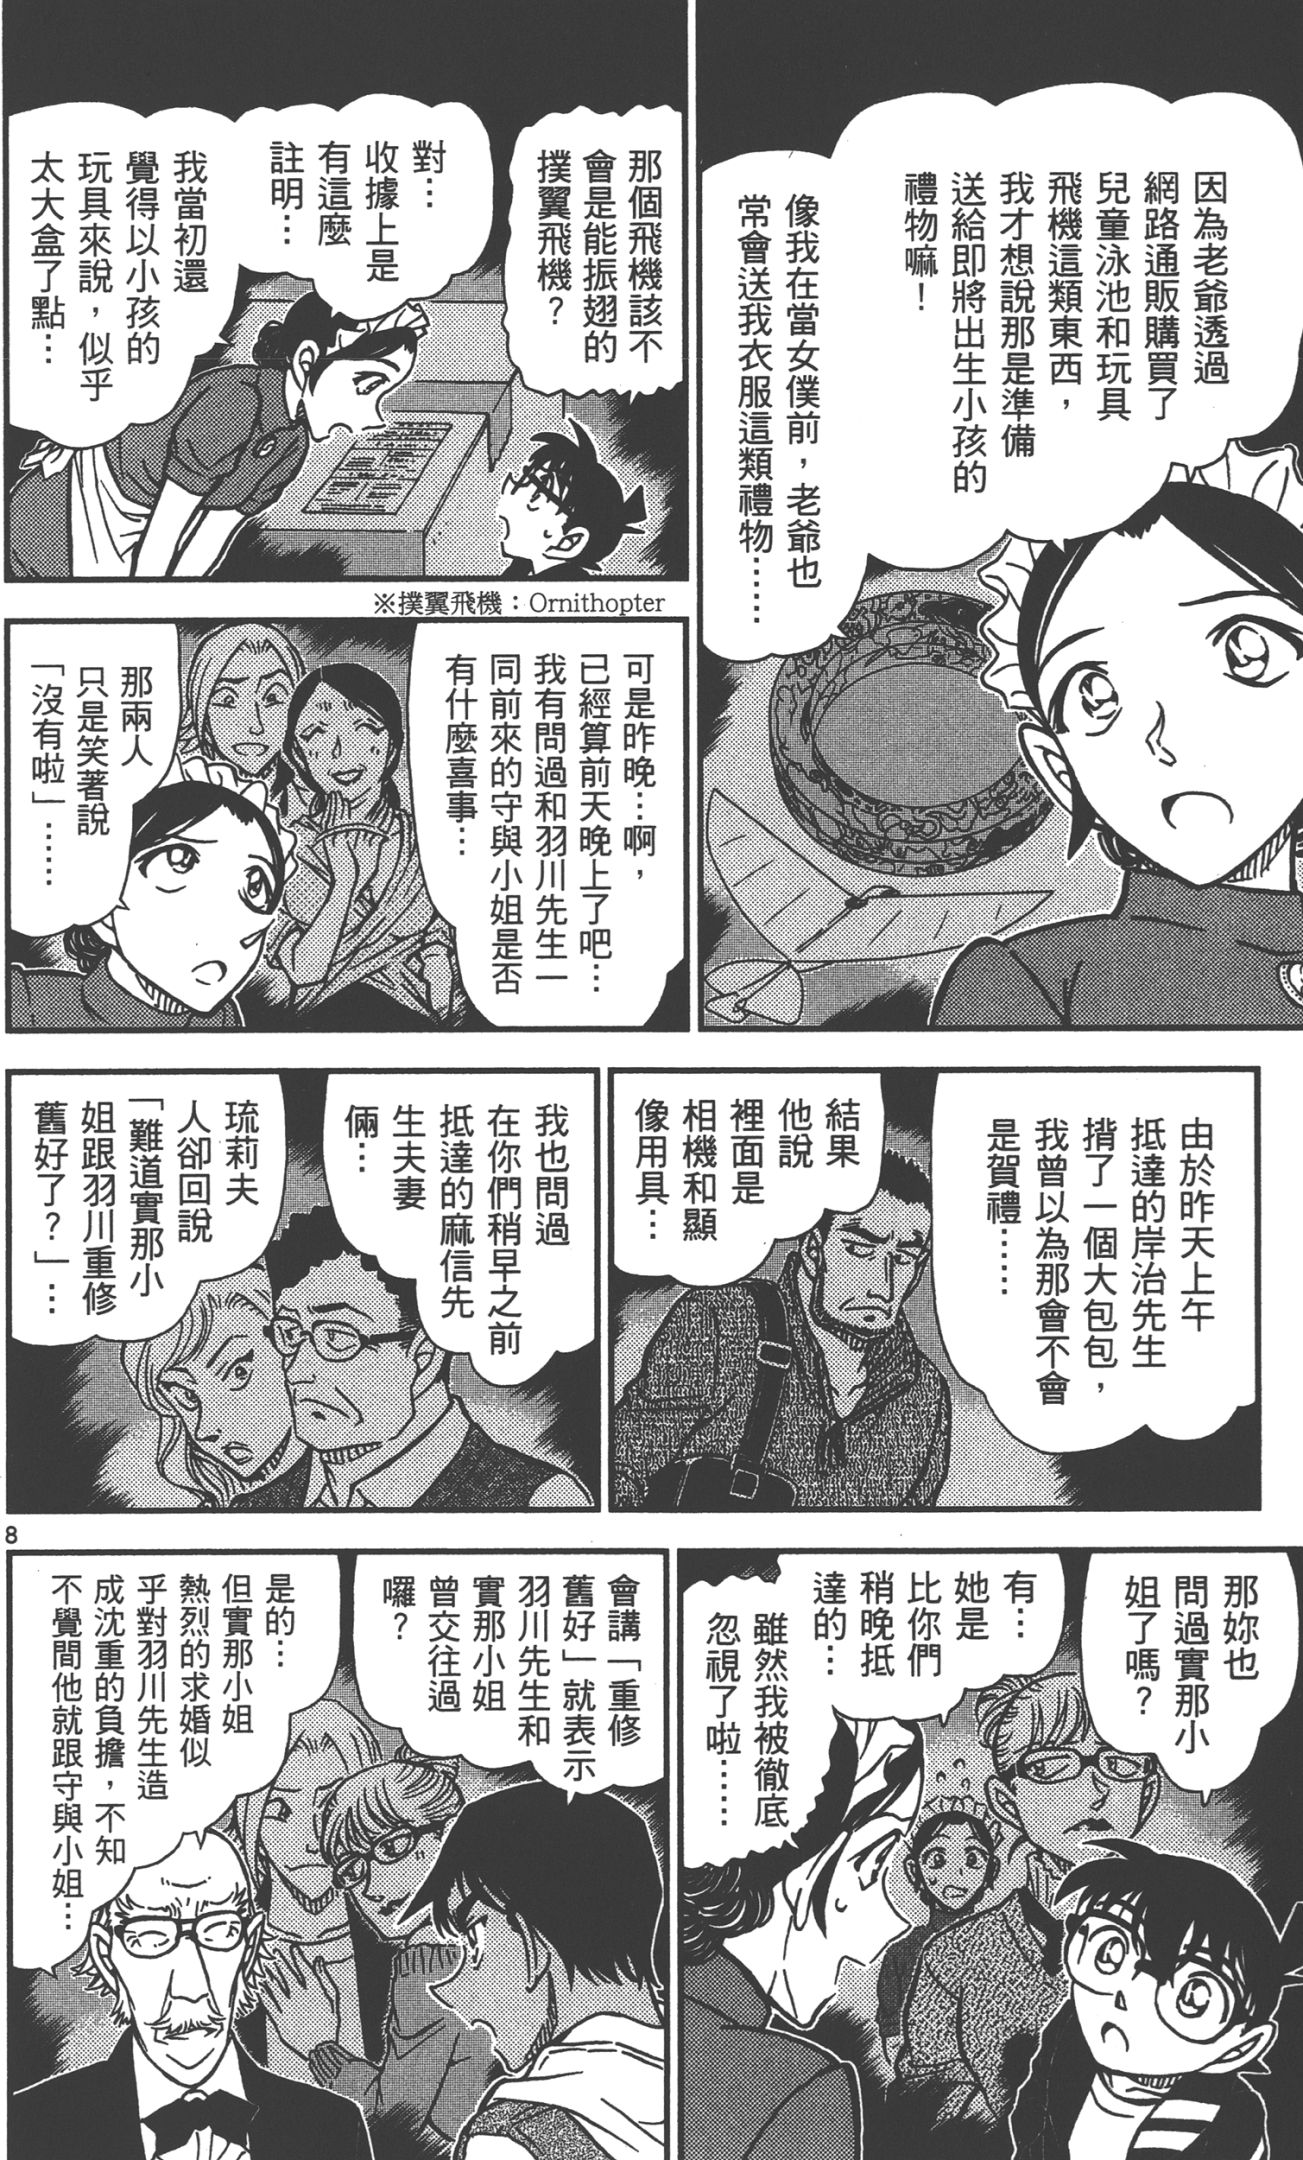 因為老爺透過
網路通販購買了
兒童泳池和玩具
飛機這類東西，
我才想說那是準備
送給即將出生小孩的
禮物嘛！
像我在當女僕前，老爺也
常會送我衣服這類禮物……
那個飛機該不
會是能振翅的
撲翼飛機？
對…
收據上是
有這麼
註明…
我當初還
覺得以小孩的
玩具來說，似乎
太大盒了點…
※撲翼飛機：Ornithopter
可是昨晚…啊，
已經算前天晚上了吧…
我有問過和羽川先生一
同前來的守與小姐是否
有什麼喜事…
那兩人
只是笑著說
「沒有啦」……
由於昨天上午
抵達的岸治先生
揹了一個大包包，
我曾以為那會不會
是賀禮……
結果
他說
裡面是
相機和顯
像用具…
我也問過
在你們稍早之前
抵達的麻信先
生夫妻
倆…
琉莉夫
人卻回說
「難道實那小
姐跟羽川重修
舊好了？」…
8
那妳也
問過實那小
姐了嗎？
有…
她是
比你們
稍晚抵
達的…
雖然我被徹底
忽視了啦……
會講「重修
舊好」就表示
羽川先生和
實那小姐
曾交往過
囉？
是的…
但實那小姐
熱烈的求婚似
乎對羽川先生造
成沈重的負擔，不知
不覺間他就跟守與小姐…